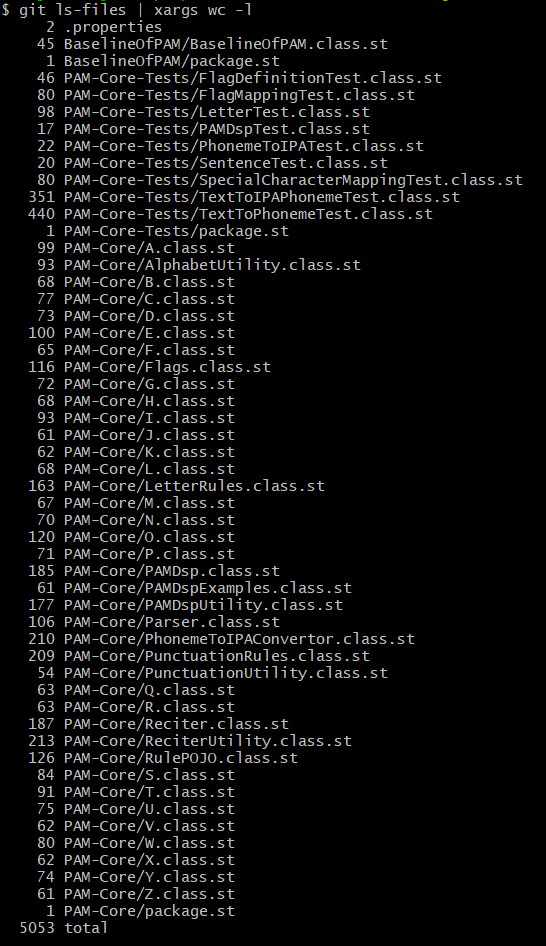 $ git ls-files | xargs wc -l
2 .properties
45 BaselineOfPAM/BaselineOfPAM.class.st
1 BaselineOfPAM/package.st
46 PAM-Core-Tests/FlagDefinitionTest.class.st
80 PAM-Core-Tests/FlagMappingTest.class.st
98 PAM-Core-Tests/LetterTest.class.st
17 PAM-Core-Tests/PAMDspTest.class.st
22 PAM-Core-Tests/PhonemeToIPATest.class.st
20 PAM-Core-Tests/SentenceTest.class.st
80 PAM-Core-Tests/SpecialCharacterMappingTest.class.st
351 PAM-Core-Tests/TextToIPAPhonemeTest.class.st
440 PAM-Core-Tests/TextToPhonemeTest.class.st
1 PAM-Core-Tests/package.st
99 PAM-Core/A.class.st
93 PAM-Core/AlphabetUtility.class.st
68 PAM-Core/B.class.st
77 PAM-Core/C.class.st
73 PAM-Core/D.class.st
100 PAM-Core/E.class.st
65 PAM-Core/F.class.st
116 PAM-Core/Flags.class.st
72 PAM-Core/G.class.st
68 PAM-Core/H.class.st
93 PAM-Core/I.class.st
61 PAM-Core/J.class.st
62 PAM-Core/K.class.st
68 PAM-Core/L.class.st
163 PAM-Core/LetterRules.class.st
67 PAM-Core/M.class.st
70 PAM-Core/N.class.st
120 PAM-Core/O.class.st
71 PAM-Core/P.class.st
185 PAM-Core/PAMDsp.class.st
61 PAM-Core/PAMDspExamples.class.st
177 PAM-Core/PAMDspUtility.class.st
106 PAM-Core/Parser.class.st
210 PAM-Core/PhonemeToIPAConvertor.class.st
209 PAM-Core/PunctuationRules.class.st
54 PAM-Core/PunctuationUtility.class.st
63 PAM-Core/Q.class.st
63 PAM-Core/R.class.st
187 PAM-Core/Reciter.class.st
213 PAM-Core/ReciterUtility.class.st
126 PAM-Core/RulePOJO.class.st
84 PAM-Core/S.class.st
91 PAM-Core/T.class.st
75 PAM-Core/U.class.st
62 PAM-Core/V.class.st
80 PAM-Core/W.class.st
62 PAM-Core/X.class.st
74 PAM-Core/Y.class.st
61 PAM-Core/Z.class.st
1 PAM-Core/package.st
5053 total